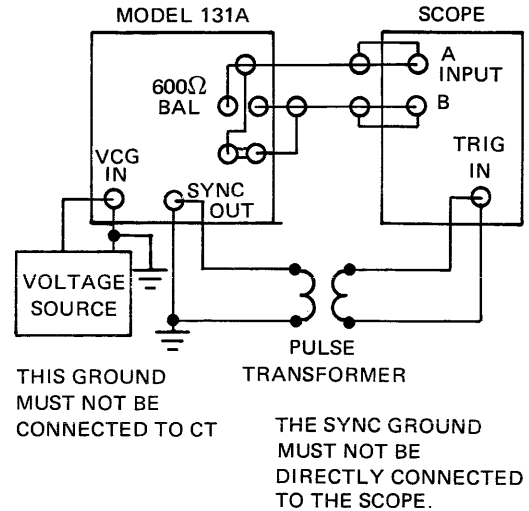 MODEL 131A
SCOPE
600Ω
BAL
A
INPUT
B
TRIG
IN
VCG
IN
SYNC
OUT
VOLTAGE
SOURCE
PULSE
TRANSFORMER
THIS GROUND
MUST NOT BE
CONNECTED TO CT
THE SYNC GROUND
MUST NOT BE
DIRECTLY CONNECTED
TO THE SCOPE.